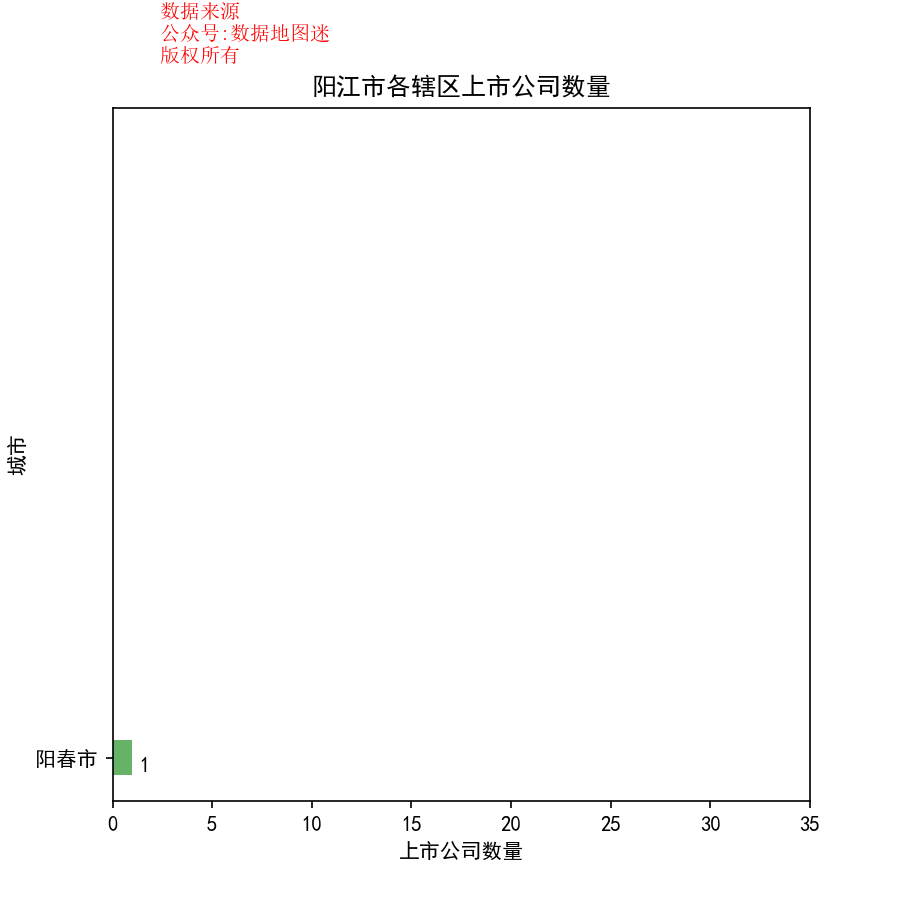 数据来源
公众号:数据地图迷
版权所有
阳江市各辖区上市公司数量
城市
阳春市
1
0 5 10 15 20 25 30 35
上市公司数量